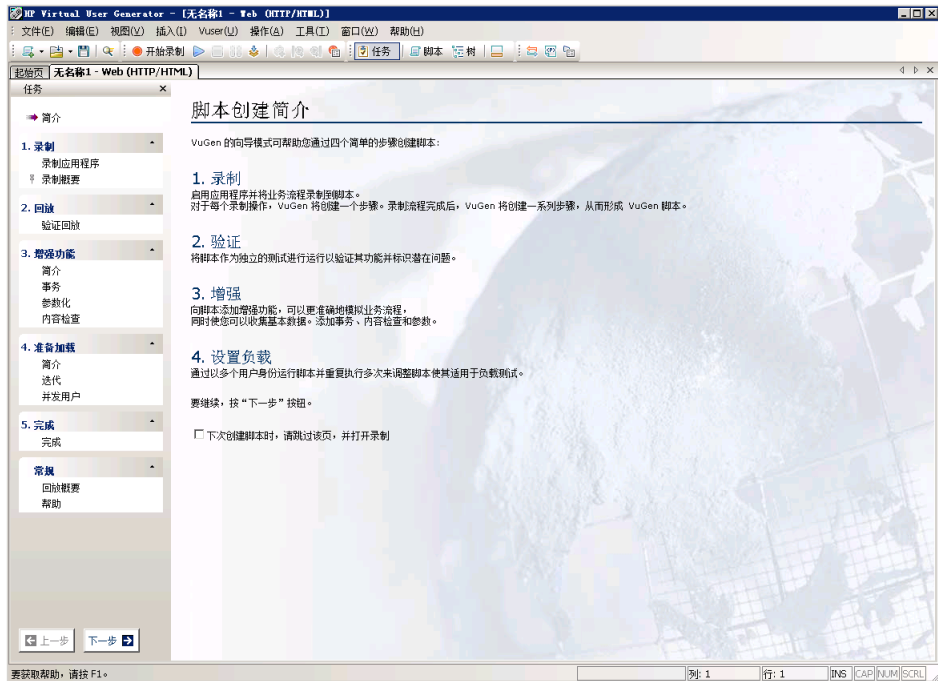 HP Virtual User Generator - [无名称1 - Web (HTTP/HTML)]
文件(F) 编辑(E) 视图(V) 插入(I) Vuser(U) 操作(A) 工具(T) 窗口(W) 帮助(H)
开始录制 任务 脚本 树
起始页 无名称1 - Web (HTTP/HTML)
任务
简介
1. 录制
录制应用程序
录制概要
2. 回放
验证回放
3. 增强功能
简介
事务
参数化
内容检查
4. 准备加载
简介
迭代
并发用户
5. 完成
完成
常规
回放概要
帮助
上一步 下一步
脚本创建简介
VuGen 的向导模式可帮助您通过四个简单的步骤创建脚本:
1. 录制
启用应用程序并将业务流程录制到脚本。
对于每个录制操作，VuGen 将创建一个步骤。录制流程完成后，VuGen 将创建一系列步骤，从而形成 VuGen 脚本。
2. 验证
将脚本作为独立的测试进行运行以验证其功能并标识潜在问题。
3. 增强
向脚本添加增强功能，可以更准确地模拟业务流程，
同时使您可以收集基本数据。添加事务、内容检查和参数。
4. 设置负载
通过以多个用户身份运行脚本并重复执行多次来调整脚本使其适用于负载测试。
要继续，按“下一步”按钮。
下次创建脚本时，请跳过该页，并打开录制
要获取帮助，请按 F1。
列: 1 行: 1 INS CAP NUM SCRL